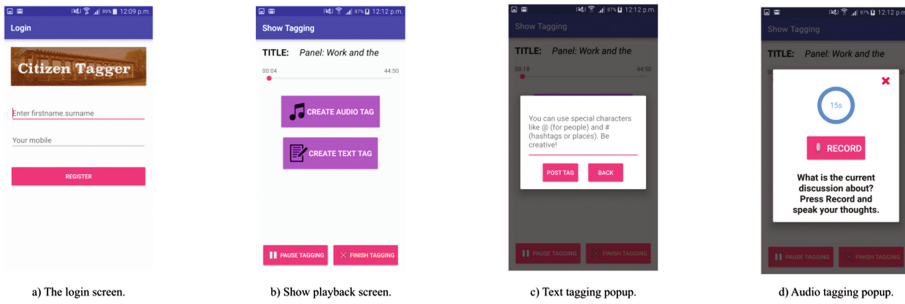 12:09 p.m.
Login
Citizen Tagger
Enter firstname.surname
Your mobile
REGISTER
a) The login screen.
12:12 p.m.
Show Tagging
TITLE: Panel: Work and the
00:04 44:50
CREATE AUDIO TAG
CREATE TEXT TAG
PAUSE TAGGING FINISH TAGGING
b) Show playback screen.
12:12 p.m.
Show Tagging
TITLE: Panel: Work and the
00:18 44:50
You can use special characters
like @ (for people) and #
(hashtags or places). Be
creative!
POST TAG BACK
PAUSE TAGGING FINISH TAGGING
c) Text tagging popup.
12:12 p.m.
Show Tagging
TITLE: Panel: Work and the
15s
RECORD
What is the current
discussion about?
Press Record and
speak your thoughts.
PAUSE TAGGING FINISH TAGGING
d) Audio tagging popup.